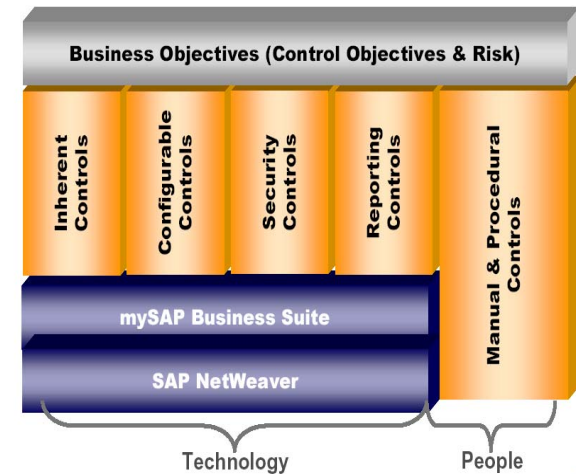 Business Objectives (Control Objectives & Risk)
Inherent
Controls
Configurable
Controls
Security
Controls
Reporting
Controls
Manual & Procedural
Controls
mySAP Business Suite
SAP NetWeaver
Technology
People